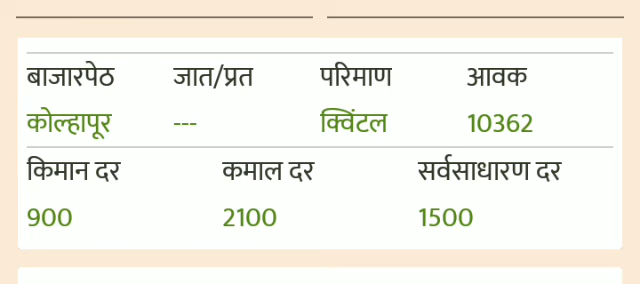 बाजारपेठ जात/प्रत परिमाण आवक
कोल्हापूर --- क्विंटल 10362
किमान दर कमाल दर सर्वसाधारण दर
900 2100 1500